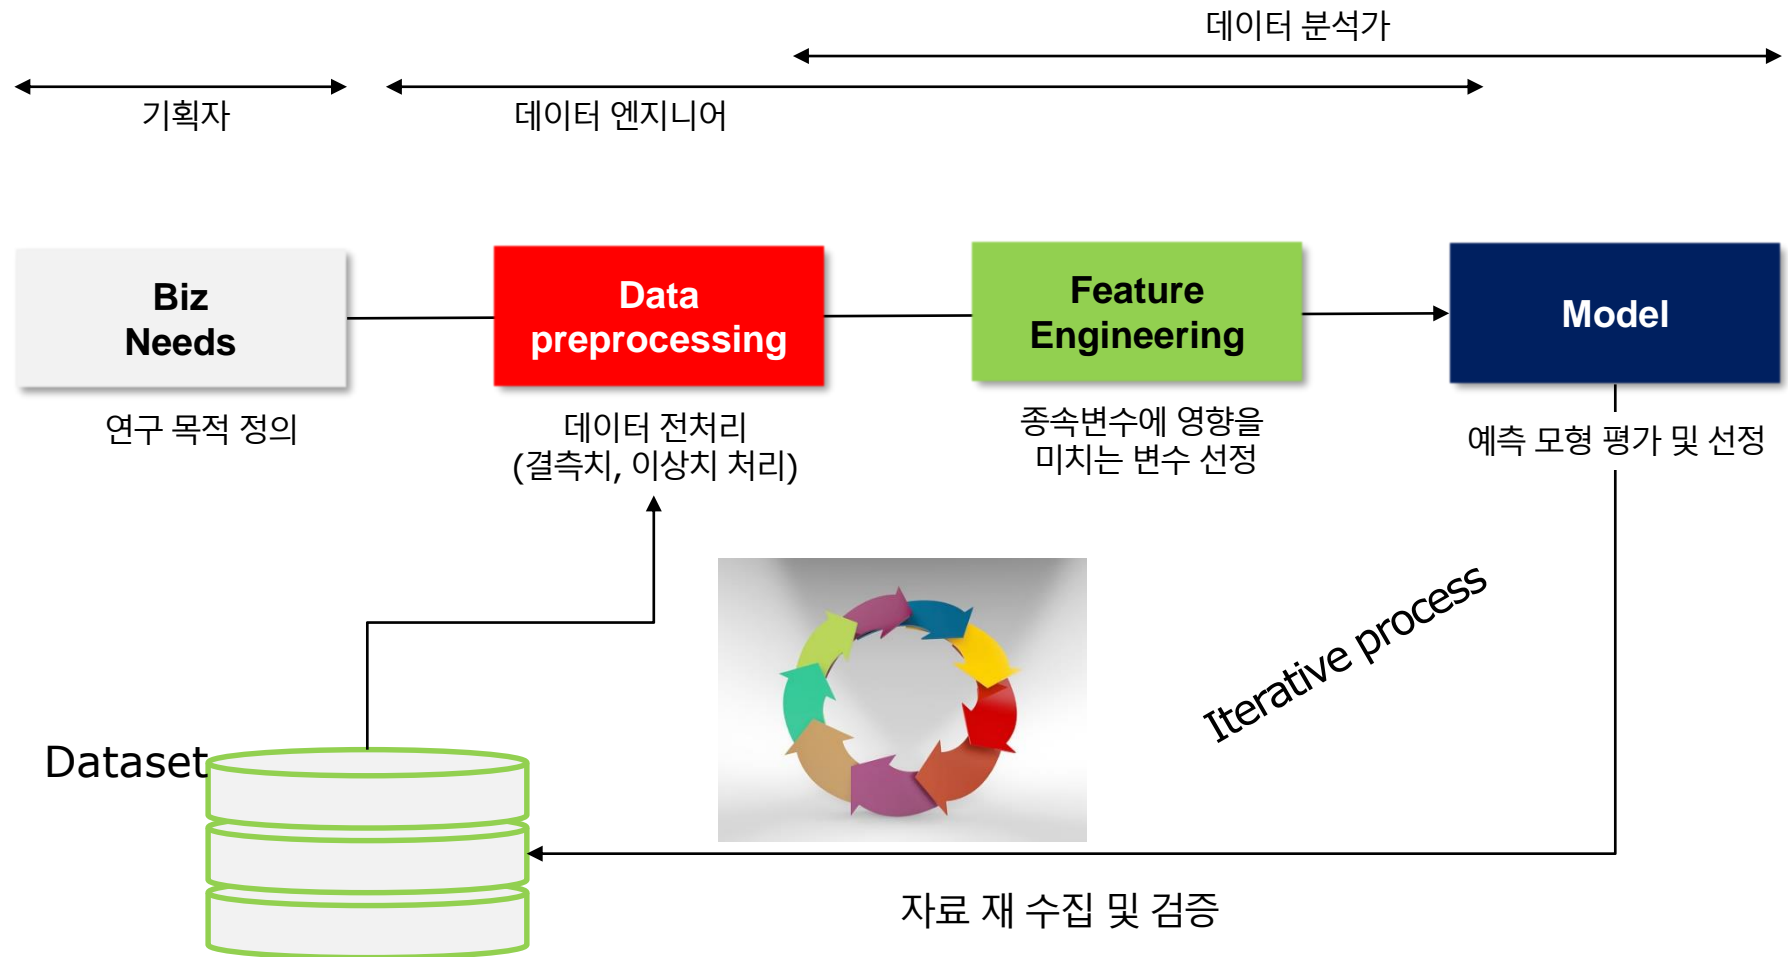 데이터 분석가
기획자
데이터 엔지니어
Biz
Needs
Data
preprocessing
Feature
Engineering
Model
연구 목적 정의
데이터 전처리
(결측치, 이상치 처리)
종속변수에 영향을
미치는 변수 선정
예측 모형 평가 및 선정
Iterative process
Dataset
자료 재 수집 및 검증